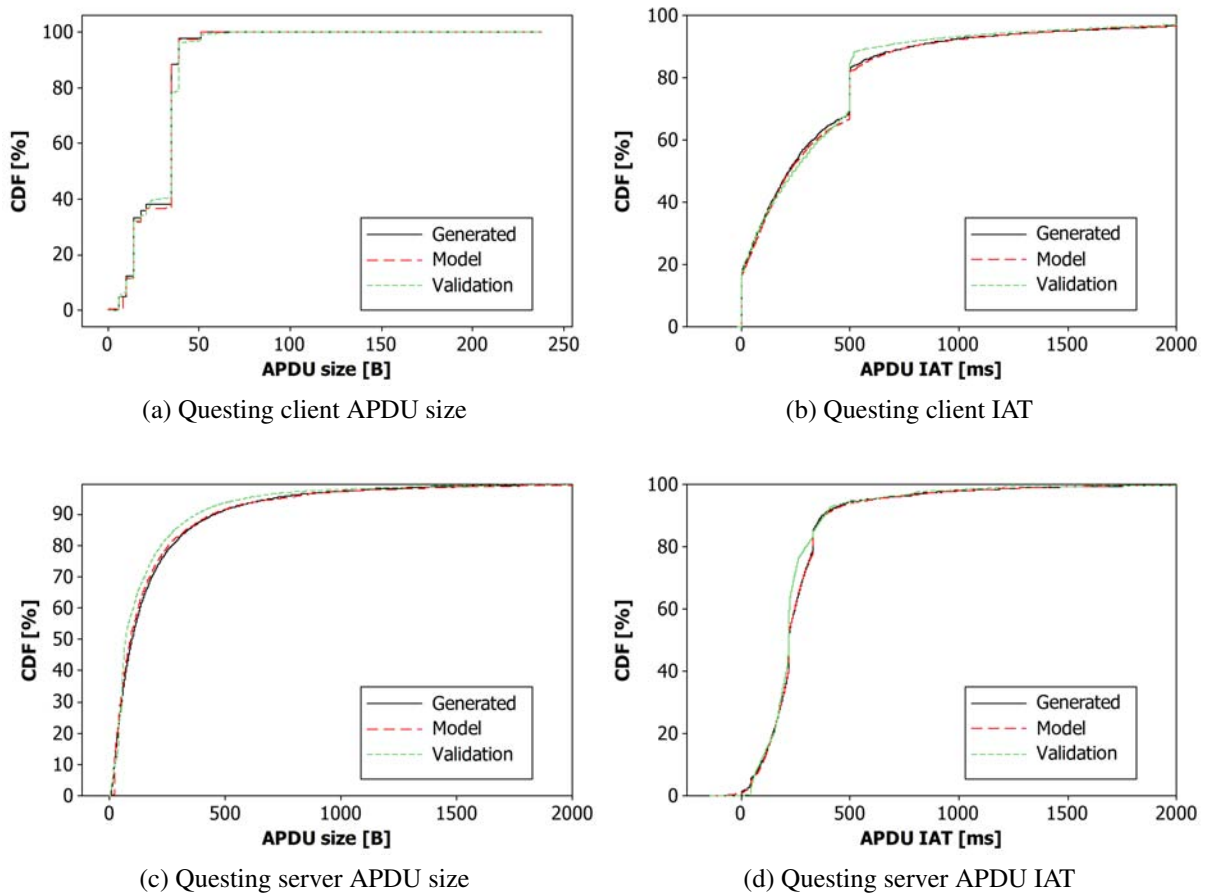 100
80
60
40
20
0
CDF [%]
Generated
Model
Validation
0 50 100 150 200 250
APDU size [B]
(a) Questing client APDU size
100
80
60
40
20
0
CDF [%]
Generated
Model
Validation
0 500 1000 1500 2000
APDU IAT [ms]
(b) Questing client IAT
90
80
70
60
50
40
30
20
10
0
CDF [%]
Generated
Model
Validation
0 500 1000 1500 2000
APDU size [B]
(c) Questing server APDU size
100
80
60
40
20
0
CDF [%]
Generated
Model
Validation
0 500 1000 1500 2000
APDU IAT [ms]
(d) Questing server APDU IAT